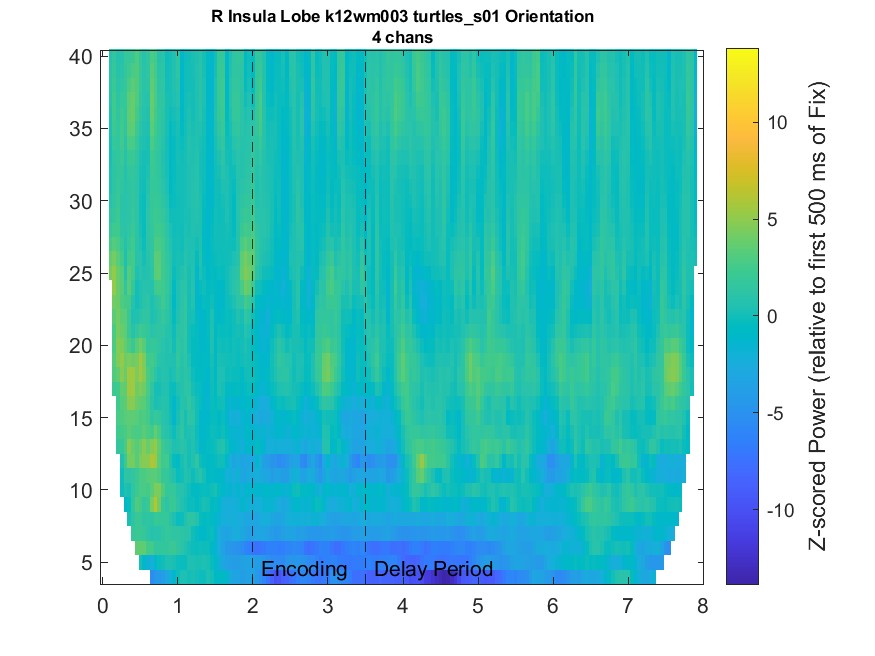 R Insula Lobe k12wm003 turtles_s01 Orientation
4 chans
40
35
30
25
20
15
10
5
0 1 2 3 4 5 6 7 8
Encoding
Delay Period
10
5
0
-5
-10
Z-scored Power (relative to first 500 ms of Fix)